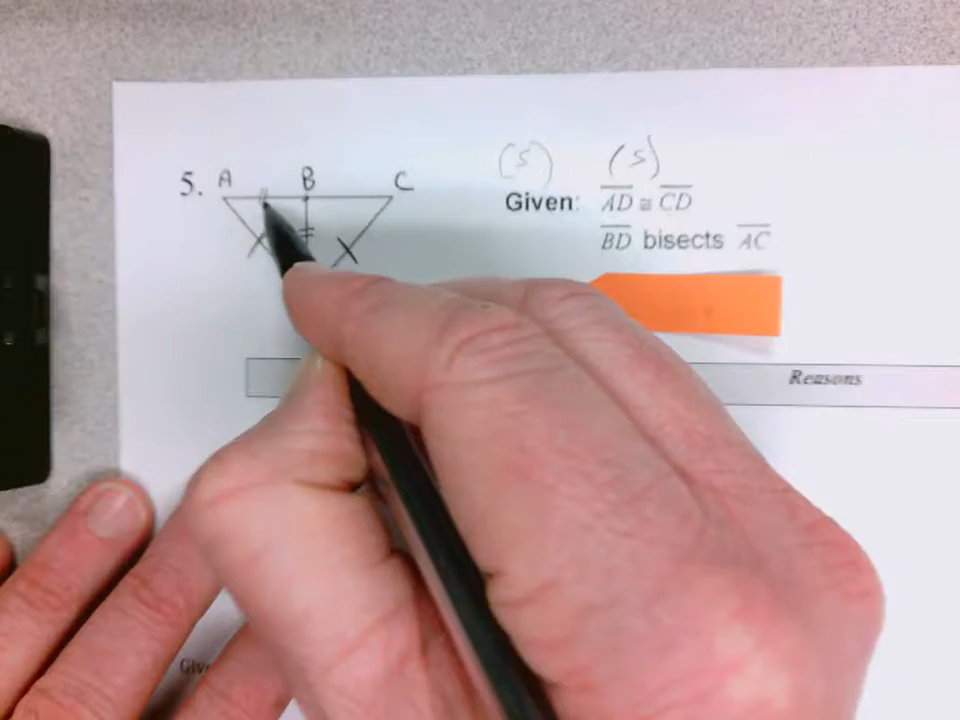 5. A B C
(S) (S)
Given: AD ≅ CD
BD bisects AC
Reasons